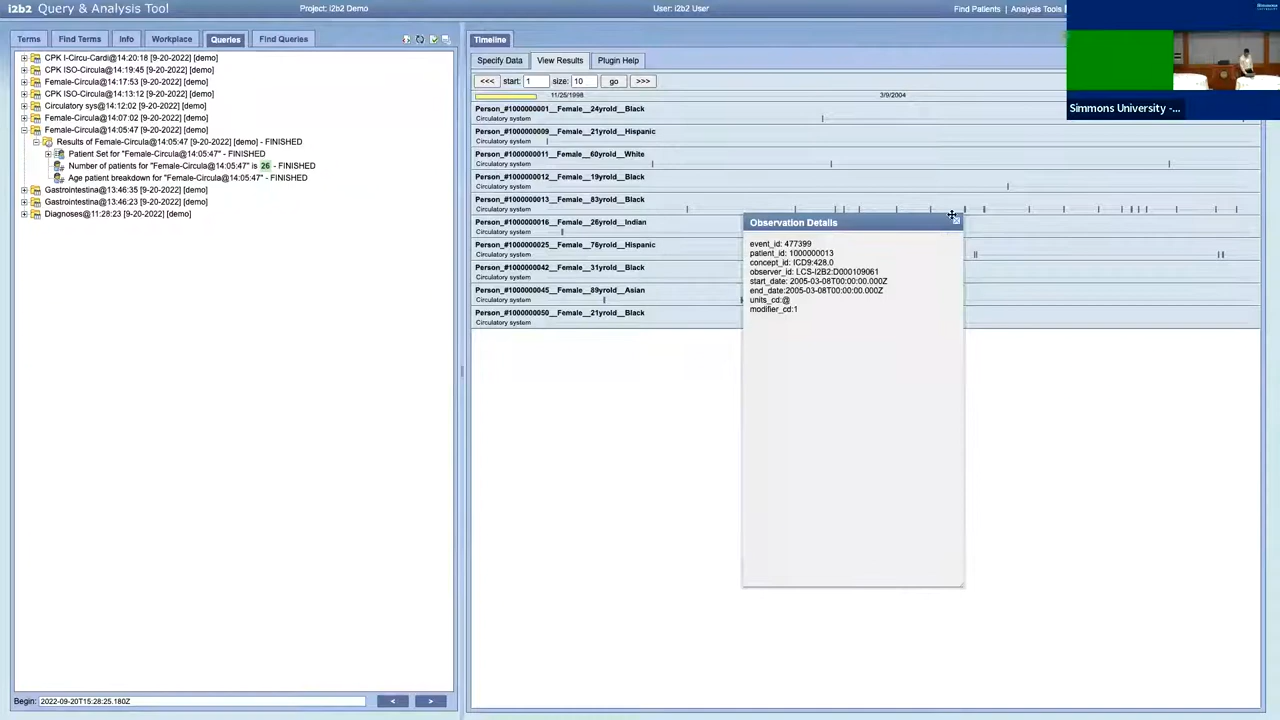 i2b2 Query & Analysis Tool
Project: i2b2 Demo
User: i2b2 User
Find Patients | Analysis Tools
Simmons University -...
Terms
Find Terms
Info
Workplace
Queries
Find Queries
CPK I-Circu-Cardi@14:20:18 [9-20-2022] [demo]
CPK ISO-Circula@14:19:45 [9-20-2022] [demo]
Female-Circula@14:17:53 [9-20-2022] [demo]
CPK ISO-Circula@14:13:12 [9-20-2022] [demo]
Circulatory sys@14:12:02 [9-20-2022] [demo]
Female-Circula@14:07:02 [9-20-2022] [demo]
Female-Circula@14:05:47 [9-20-2022] [demo]
Results of Female-Circula@14:05:47 [9-20-2022] [demo] - FINISHED
Patient Set for "Female-Circula@14:05:47" - FINISHED
Number of patients for "Female-Circula@14:05:47" is 26 - FINISHED
Age patient breakdown for "Female-Circula@14:05:47" - FINISHED
Gastrointestina@13:46:35 [9-20-2022] [demo]
Gastrointestina@13:46:23 [9-20-2022] [demo]
Diagnoses@11:28:23 [9-20-2022] [demo]
Begin: 2022-09-20T15:28:25.180Z
<
>
Timeline
Specify Data
View Results
Plugin Help
<<< start: 1 size: 10 go >>>
11/25/1998
3/9/2004
Person_#1000000001__Female__24yrold__Black
Circulatory system
Person_#1000000009__Female__21yrold__Hispanic
Circulatory system
Person_#1000000011__Female__60yrold__White
Circulatory system
Person_#1000000012__Female__19yrold__Black
Circulatory system
Person_#1000000013__Female__83yrold__Black
Circulatory system
Person_#1000000016__Female__26yrold__Indian
Circulatory system
Person_#1000000025__Female__76yrold__Hispanic
Circulatory system
Person_#1000000042__Female__31yrold__Black
Circulatory system
Person_#1000000045__Female__89yrold__Asian
Circulatory system
Person_#1000000050__Female__21yrold__Black
Circulatory system
Observation Details
event_id: 477399
patient_id: 1000000013
concept_id: ICD9:428.0
observer_id: LCS-I2B2:D000109061
start_date: 2005-03-08T00:00:00.000Z
end_date:2005-03-08T00:00:00.000Z
units_cd:@
modifier_cd:1